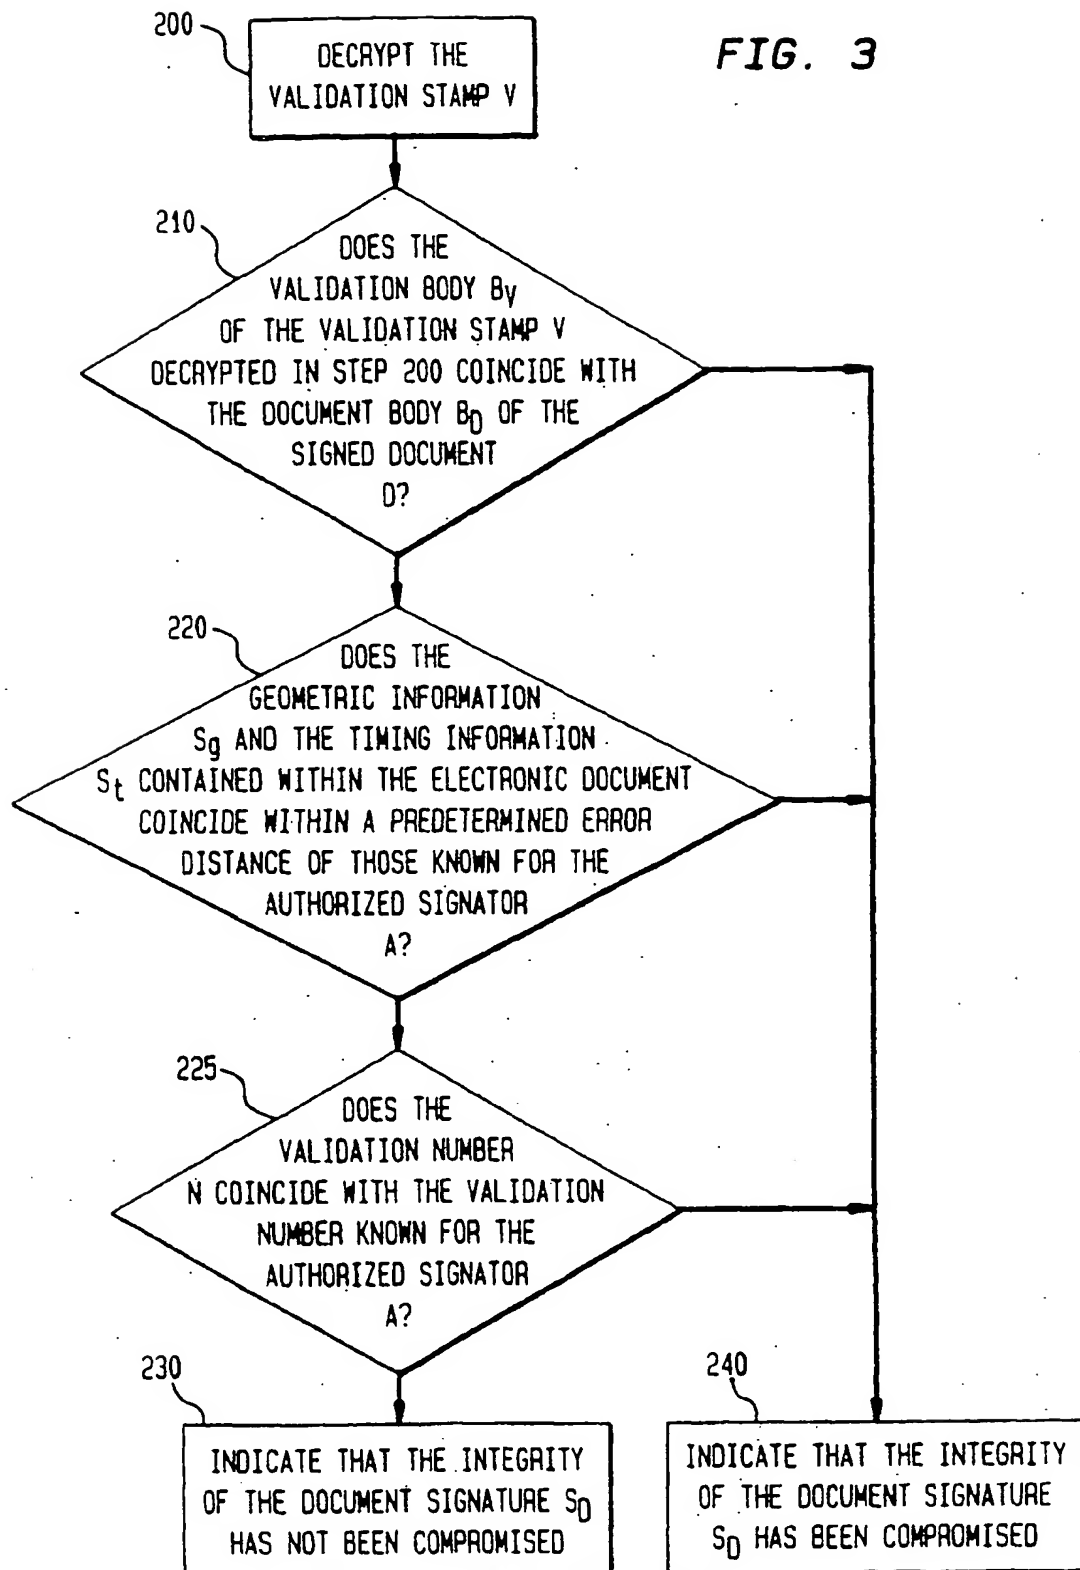 200
DECRYPT THE
VALIDATION STAMP V
FIG. 3
210
DOES THE
VALIDATION BODY Bv
OF THE VALIDATION STAMP V
DECRYPTED IN STEP 200 COINCIDE WITH
THE DOCUMENT BODY BD OF THE
SIGNED DOCUMENT
D?
220
DOES THE
GEOMETRIC INFORMATION
Sg AND THE TIMING INFORMATION
St CONTAINED WITHIN THE ELECTRONIC DOCUMENT
COINCIDE WITHIN A PREDETERMINED ERROR
DISTANCE OF THOSE KNOWN FOR THE
AUTHORIZED SIGNATOR
A?
225
DOES THE
VALIDATION NUMBER
N COINCIDE WITH THE VALIDATION
NUMBER KNOWN FOR THE
AUTHORIZED SIGNATOR
A?
230
INDICATE THAT THE INTEGRITY
OF THE DOCUMENT SIGNATURE SD
HAS NOT BEEN COMPROMISED
240
INDICATE THAT THE INTEGRITY
OF THE DOCUMENT SIGNATURE
SD HAS BEEN COMPROMISED